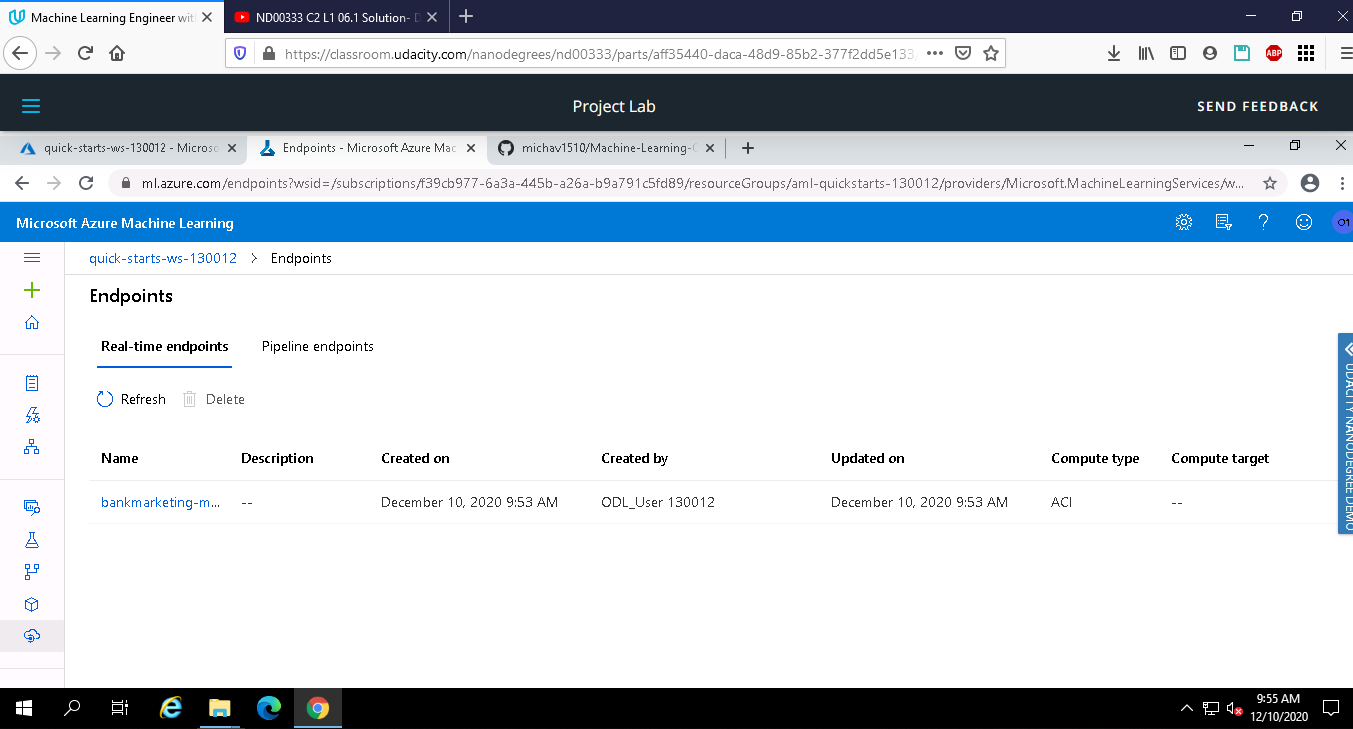 Machine Learning Engineer wit
ND00333 C2 L1 06.1 Solution- D
https://classroom.udacity.com/nanodegrees/nd00333/parts/aff35440-daca-48d9-85b2-377f2dd5e133/
ABP
Project Lab
SEND FEEDBACK
quick-starts-ws-130012 - Microso
Endpoints - Microsoft Azure Mac
michav1510/Machine-Learning-
ml.azure.com/endpoints?wsid=/subscriptions/f39cb977-6a3a-445b-a26a-b9a791c5fd89/resourceGroups/aml-quickstarts-130012/providers/Microsoft.MachineLearningServices/w...
Microsoft Azure Machine Learning
O1
quick-starts-ws-130012 > Endpoints
Endpoints
Real-time endpoints Pipeline endpoints
Refresh Delete
Name Description Created on Created by Updated on Compute type Compute target
bankmarketing-m... -- December 10, 2020 9:53 AM ODL_User 130012 December 10, 2020 9:53 AM ACI --
UDACITY NANODEGREE DEMO
9:55 AM
12/10/2020